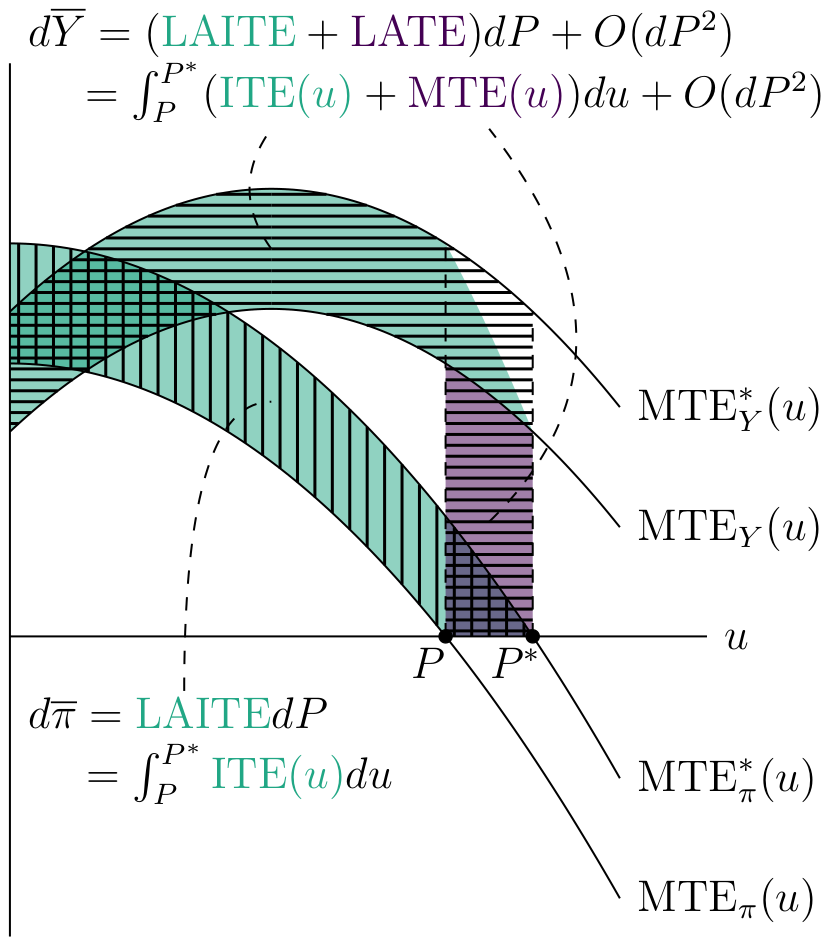 dY̅ = (LAITE + LATE)dP + O(dP²)
= ∫_P^{P*} (ITE(u) + MTE(u))du + O(dP²)
MTE*_Y(u)
MTE_Y(u)
u
P P*
dπ̅ = LAITEdP
= ∫_P^{P*} ITE(u)du
MTE*_π(u)
MTE_π(u)